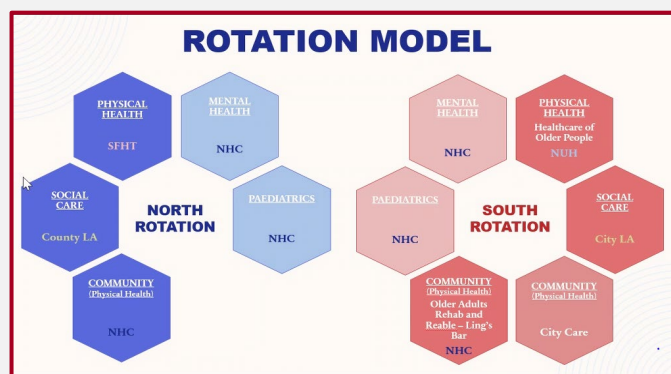 ROTATION MODEL
PHYSICAL
HEALTH
SFHT
MENTAL
HEALTH
NHC
SOCIAL
CARE
County LA
NORTH
ROTATION
PAEDIATRICS
NHC
COMMUNITY
(Physical Health)
NHC
MENTAL
HEALTH
NHC
PHYSICAL
HEALTH
Healthcare of
Older People
NUH
PAEDIATRICS
NHC
SOUTH
ROTATION
SOCIAL
CARE
City LA
COMMUNITY
(Physical Health)
Older Adults
Rehab and
Reable – Ling's
Bar
NHC
COMMUNITY
(Physical Health)
City Care